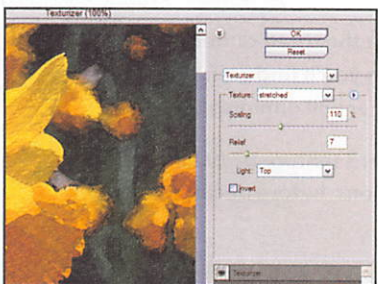 Texturizer (100%)
OK
Reset
Texturizer
Texture: stretched
Scaling 110 %
Relief 7
Light: Top
Invert
Texturizer